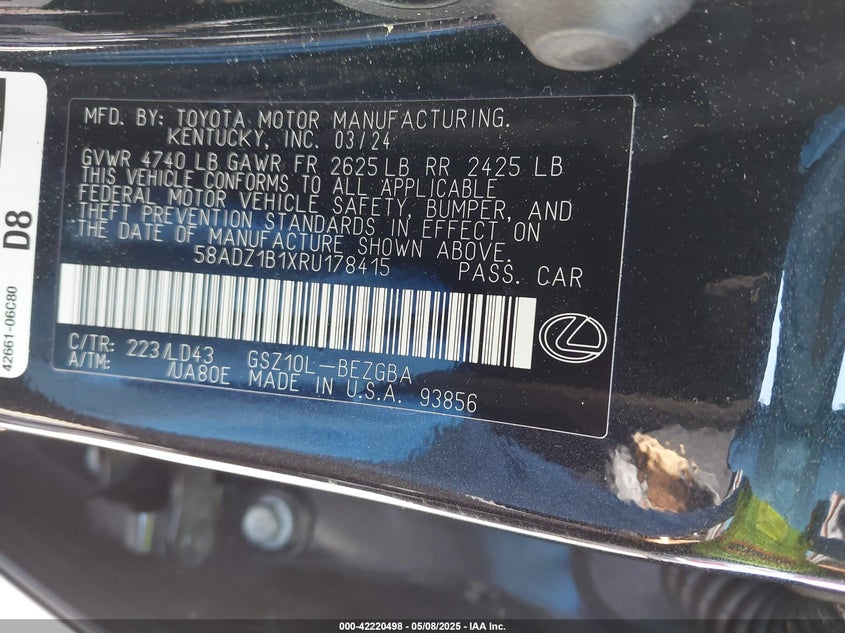 MFD. BY: TOYOTA MOTOR MANUFACTURING.
KENTUCKY, INC. 03/24
GVWR 4740 LB GAWR FR 2625 LB RR 2425 LB
THIS VEHICLE CONFORMS TO ALL APPLICABLE
FEDERAL MOTOR VEHICLE SAFETY, BUMPER, AND
THEFT PREVENTION STANDARDS IN EFFECT ON
THE DATE OF MANUFACTURE SHOWN ABOVE.
58ADZ1B1XRU178415 PASS. CAR
C/TR: 223/LD43 GSZ10L-BEZGBA
A/TM: /UA80E MADE IN U.S.A. 93856
D8
42661-06C80
000-42220498 - 05/08/2025 - IAA Inc.